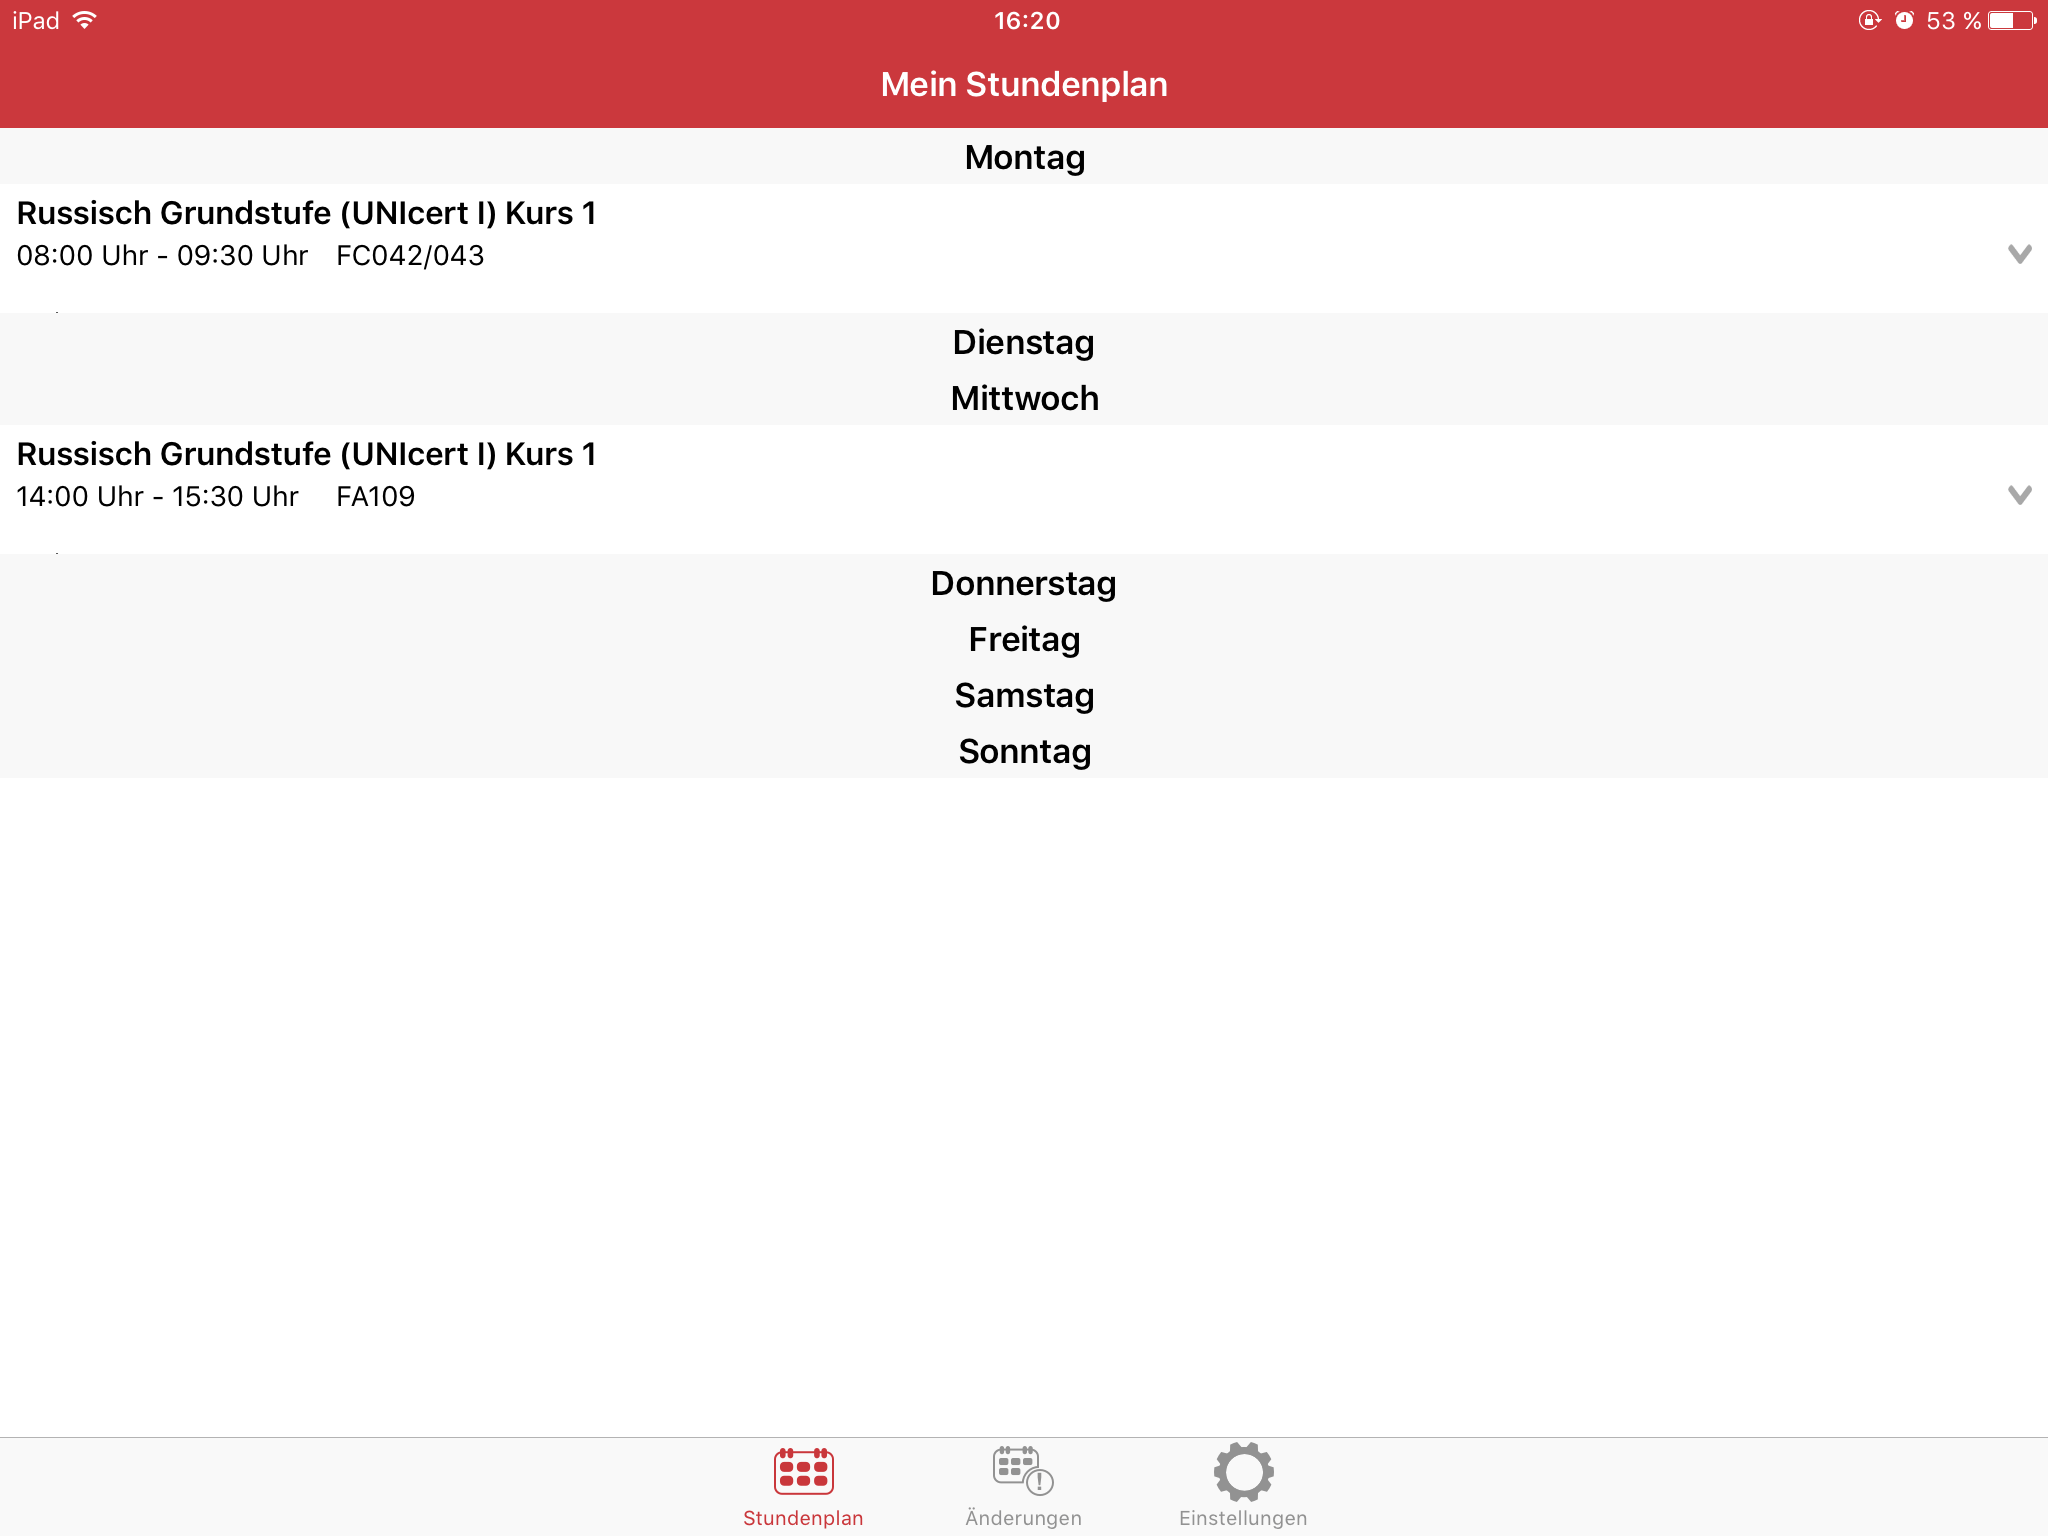 iPad 16:20 53 %
Mein Stundenplan
Montag
Russisch Grundstufe (UNIcert I) Kurs 1
08:00 Uhr - 09:30 Uhr FC042/043
Dienstag
Mittwoch
Russisch Grundstufe (UNIcert I) Kurs 1
14:00 Uhr - 15:30 Uhr FA109
Donnerstag
Freitag
Samstag
Sonntag
Stundenplan Änderungen Einstellungen